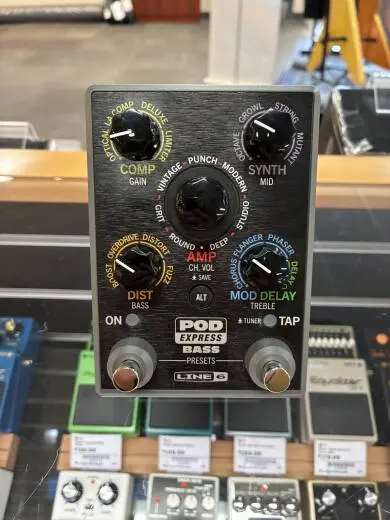 OPTICAL LA COMP DELUXE LIMITER
OCTAVE GROWL STRING MUTANT
COMP
GAIN
SYNTH
MID
GRIT VINTAGE PUNCH MODERN STUDIO
ROUND DEEP
AMP
CH. VOL
SAVE
BOOST OVERDRIVE DISTORT FUZZ
CHORUS FLANGER PHASER DELAY
DIST
BASS
ALT
MOD DELAY
TREBLE
ON
TUNER TAP
POD
EXPRESS
BASS
PRESETS
LINE 6
Equalizer